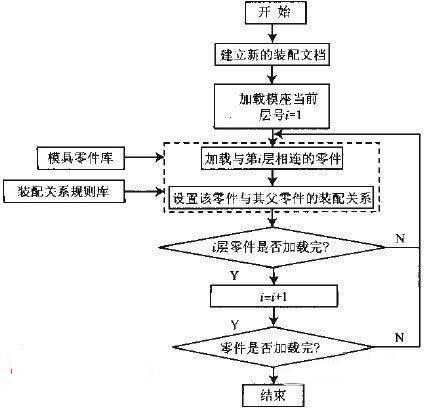 开 始
建立新的装配文档
加载模座当前
层号i=1
模具零件库
加载与第i层相连的零件
装配关系规则库
设置该零件与其父零件的装配关系
i层零件是否加载完?
N
Y
i=i+1
Y
零件是否加载完?
N
结束